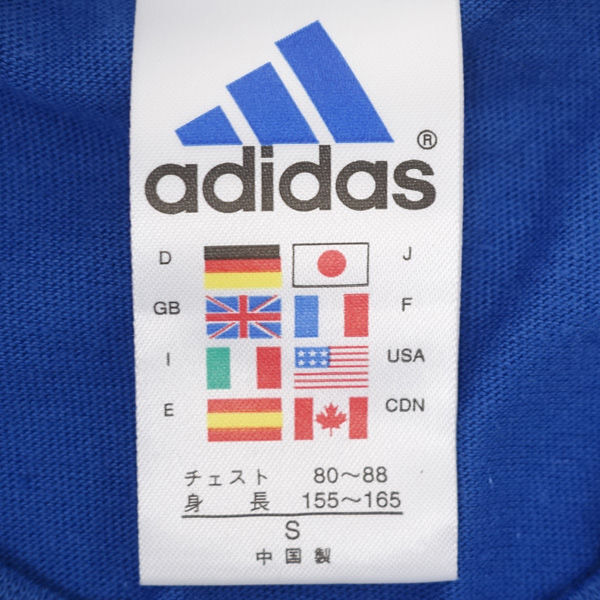 adidas®
D J
GB F
I USA
E CDN
チェスト 80～88
身長 155～165
S
中国製